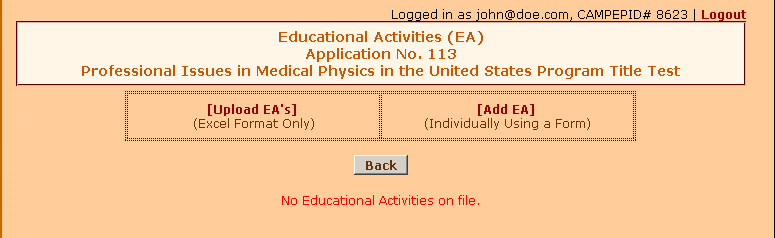 Logged in as john@doe.com, CAMPEPID# 8623 | Logout
Educational Activities (EA)
Application No. 113
Professional Issues in Medical Physics in the United States Program Title Test
[Upload EA's]
(Excel Format Only)
[Add EA]
(Individually Using a Form)
Back
No Educational Activities on file.